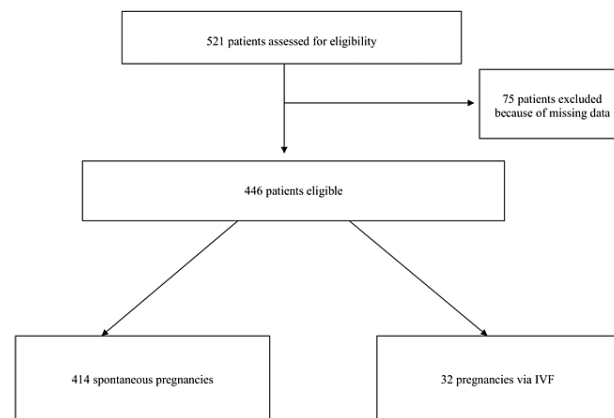 521 patients assessed for eligibility
75 patients excluded
because of missing data
446 patients eligible
414 spontaneous pregnancies
32 pregnancies via IVF